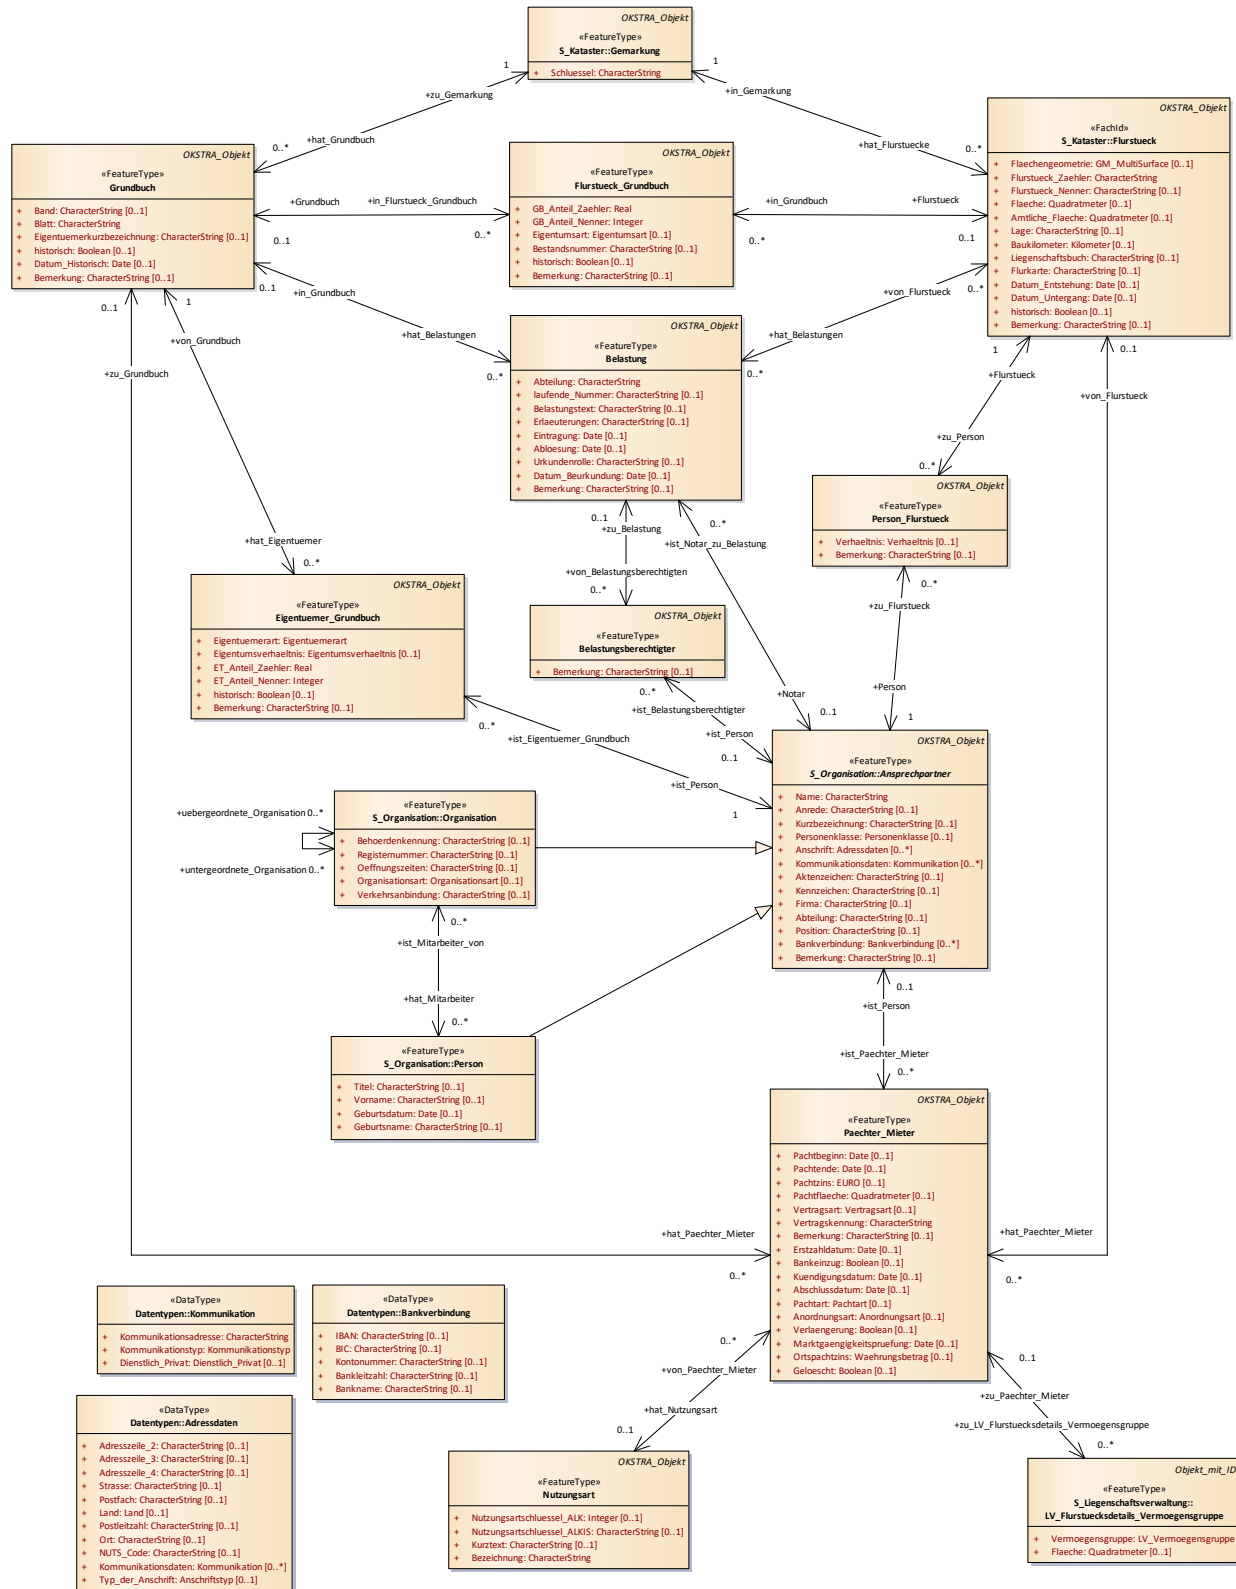 OKSTRA_Objekt
«FeatureType»
S_Kataster::Gemarkung
+ Schluessel: CharacterString
1
+zu_Gemarkung
+hat_Grundbuch
0..*
1
+in_Gemarkung
+hat_Flurstuecke
0..*
OKSTRA_Objekt
«FachId»
S_Kataster::Flurstueck
+ Flaechengeometrie: GM_MultiSurface [0..1]
+ Flurstueck_Zaehler: CharacterString
+ Flurstueck_Nenner: CharacterString [0..1]
+ Flaeche: Quadratmeter [0..1]
+ Amtliche_Flaeche: Quadratmeter [0..1]
+ Lage: CharacterString [0..1]
+ Baukilometer: Kilometer [0..1]
+ Liegenschaftsbuch: CharacterString [0..1]
+ Flurkarte: CharacterString [0..1]
+ Datum_Entstehung: Date [0..1]
+ Datum_Untergang: Date [0..1]
+ historisch: Boolean [0..1]
+ Bemerkung: CharacterString [0..1]
OKSTRA_Objekt
«FeatureType»
Grundbuch
+ Band: CharacterString [0..1]
+ Blatt: CharacterString
+ Eigentuemerkurzbezeichnung: CharacterString [0..1]
+ historisch: Boolean [0..1]
+ Datum_Historisch: Date [0..1]
+ Bemerkung: CharacterString [0..1]
OKSTRA_Objekt
«FeatureType»
Flurstueck_Grundbuch
+ GB_Anteil_Zaehler: Real
+ GB_Anteil_Nenner: Integer
+ Eigentumsart: Eigentumsart [0..1]
+ Bestandsnummer: CharacterString [0..1]
+ historisch: Boolean [0..1]
+ Bemerkung: CharacterString [0..1]
+Grundbuch
+in_Flurstueck_Grundbuch
0..1
0..*
+in_Grundbuch
+Flurstueck
0..*
0..1
0..1
+in_Grundbuch
+hat_Belastungen
0..*
0..*
+von_Flurstueck
+hat_Belastungen
0..*
OKSTRA_Objekt
«FeatureType»
Belastung
+ Abteilung: CharacterString
+ laufende_Nummer: CharacterString [0..1]
+ Belastungstext: CharacterString [0..1]
+ Erlaeuterungen: CharacterString [0..1]
+ Eintragung: Date [0..1]
+ Abloesung: Date [0..1]
+ Urkundenrolle: CharacterString [0..1]
+ Datum_Beurkundung: Date [0..1]
+ Bemerkung: CharacterString [0..1]
0..1
+zu_Grundbuch
1
+von_Grundbuch
+hat_Eigentuemer
0..*
1
+Flurstueck
+zu_Person
0..*
0..1
+von_Flurstueck
OKSTRA_Objekt
«FeatureType»
Person_Flurstueck
+ Verhaeltnis: Verhaeltnis [0..1]
+ Bemerkung: CharacterString [0..1]
0..1
+zu_Belastung
+von_Belastungsberechtigten
0..*
0..*
+ist_Notar_zu_Belastung
+Notar
0..1
0..*
+zu_Flurstueck
+Person
1
OKSTRA_Objekt
«FeatureType»
Eigentuemer_Grundbuch
+ Eigentuemerart: Eigentuemerart
+ Eigentumsverhaeltnis: Eigentumsverhaeltnis [0..1]
+ ET_Anteil_Zaehler: Real
+ ET_Anteil_Nenner: Integer
+ historisch: Boolean [0..1]
+ Bemerkung: CharacterString [0..1]
OKSTRA_Objekt
«FeatureType»
Belastungsberechtigter
+ Bemerkung: CharacterString [0..1]
0..*
+ist_Belastungsberechtigter
+ist_Person
0..1
0..*
+ist_Eigentuemer_Grundbuch
+ist_Person
1
OKSTRA_Objekt
«FeatureType»
S_Organisation::Ansprechpartner
+ Name: CharacterString
+ Anrede: CharacterString [0..1]
+ Kurzbezeichnung: CharacterString [0..1]
+ Personenklasse: Personenklasse [0..1]
+ Anschrift: Adressdaten [0..*]
+ Kommunikationsdaten: Kommunikation [0..*]
+ Aktenzeichen: CharacterString [0..1]
+ Kennzeichen: CharacterString [0..1]
+ Firma: CharacterString [0..1]
+ Abteilung: CharacterString [0..1]
+ Position: CharacterString [0..1]
+ Bankverbindung: Bankverbindung [0..*]
+ Bemerkung: CharacterString [0..1]
«FeatureType»
S_Organisation::Organisation
+ Behoerdenkennung: CharacterString [0..1]
+ Registernummer: CharacterString [0..1]
+ Oeffnungszeiten: CharacterString [0..1]
+ Organisationsart: Organisationsart [0..1]
+ Verkehrsanbindung: CharacterString [0..1]
+uebergeordnete_Organisation 0..*
+untergeordnete_Organisation 0..*
0..*
+ist_Mitarbeiter_von
+hat_Mitarbeiter
0..*
«FeatureType»
S_Organisation::Person
+ Titel: CharacterString [0..1]
+ Vorname: CharacterString [0..1]
+ Geburtsdatum: Date [0..1]
+ Geburtsname: CharacterString [0..1]
0..1
+ist_Person
+ist_Paechter_Mieter
0..*
OKSTRA_Objekt
«FeatureType»
Paechter_Mieter
+ Pachtbeginn: Date [0..1]
+ Pachtende: Date [0..1]
+ Pachtzins: EURO [0..1]
+ Pachtflaeche: Quadratmeter [0..1]
+ Vertragsart: Vertragsart [0..1]
+ Vertragskennung: CharacterString
+ Bemerkung: CharacterString [0..1]
+ Erstzahldatum: Date [0..1]
+ Bankeinzug: Boolean [0..1]
+ Kuendigungsdatum: Date [0..1]
+ Abschlussdatum: Date [0..1]
+ Pachtart: Pachtart [0..1]
+ Anordnungsart: Anordnungsart [0..1]
+ Verlaengerung: Boolean [0..1]
+ Marktgaengigkeitspruefung: Date [0..1]
+ Ortspachtzins: Waehrungsbetrag [0..1]
+ Geloescht: Boolean [0..1]
+hat_Paechter_Mieter
0..*
+hat_Paechter_Mieter
0..*
0..*
+von_Paechter_Mieter
+hat_Nutzungsart
0..1
0..1
+zu_Paechter_Mieter
+zu_LV_Flurstuecksdetails_Vermoegensgruppe
0..*
«DataType»
Datentypen::Kommunikation
+ Kommunikationsadresse: CharacterString
+ Kommunikationstyp: Kommunikationstyp
+ Dienstlich_Privat: Dienstlich_Privat [0..1]
«DataType»
Datentypen::Bankverbindung
+ IBAN: CharacterString [0..1]
+ BIC: CharacterString [0..1]
+ Kontonummer: CharacterString [0..1]
+ Bankleitzahl: CharacterString [0..1]
+ Bankname: CharacterString [0..1]
«DataType»
Datentypen::Adressdaten
+ Adresszeile_2: CharacterString [0..1]
+ Adresszeile_3: CharacterString [0..1]
+ Adresszeile_4: CharacterString [0..1]
+ Strasse: CharacterString [0..1]
+ Postfach: CharacterString [0..1]
+ Land: Land [0..1]
+ Postleitzahl: CharacterString [0..1]
+ Ort: CharacterString [0..1]
+ NUTS_Code: CharacterString [0..1]
+ Kommunikationsdaten: Kommunikation [0..*]
+ Typ_der_Anschrift: Anschriftstyp [0..1]
OKSTRA_Objekt
«FeatureType»
Nutzungsart
+ Nutzungsartschluessel_ALK: Integer [0..1]
+ Nutzungsartschluessel_ALKIS: CharacterString [0..1]
+ Kurztext: CharacterString [0..1]
+ Bezeichnung: CharacterString
Objekt_mit_ID
«FeatureType»
S_Liegenschaftsverwaltung::
LV_Flurstuecksdetails_Vermoegensgruppe
+ Vermoegensgruppe: LV_Vermoegensgruppe
+ Flaeche: Quadratmeter [0..1]